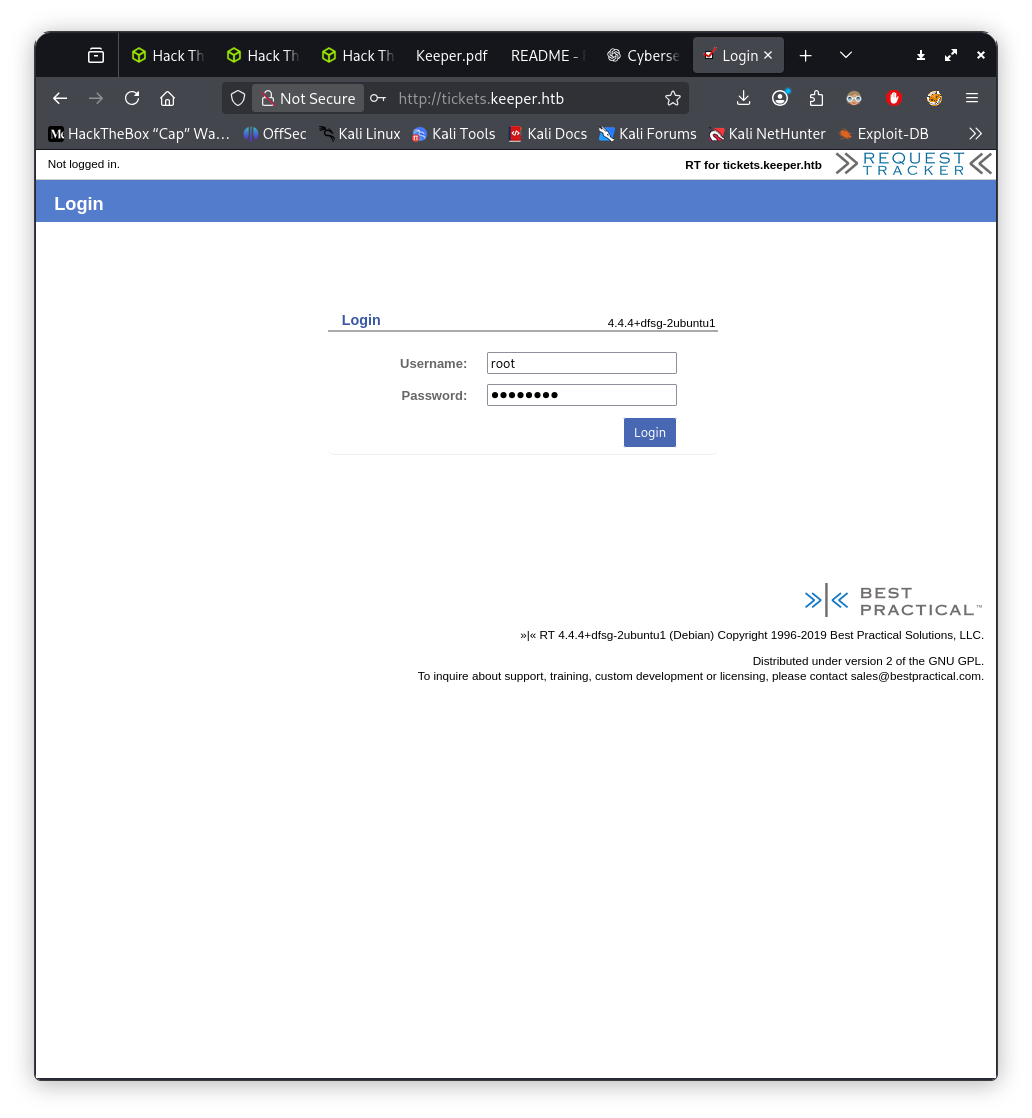 Hack Th
Hack Th
Hack Th
Keeper.pdf
README -
Cyberse
Login
Not Secure
http://tickets.keeper.htb
HackTheBox “Cap” Wa…
OffSec
Kali Linux
Kali Tools
Kali Docs
Kali Forums
Kali NetHunter
Exploit-DB
Not logged in.
RT for tickets.keeper.htb
REQUEST
TRACKER
Login
Login
4.4.4+dfsg-2ubuntu1
Username:
root
Password:
••••••••
Login
BEST
PRACTICAL™
»|« RT 4.4.4+dfsg-2ubuntu1 (Debian) Copyright 1996-2019 Best Practical Solutions, LLC.
Distributed under version 2 of the GNU GPL.
To inquire about support, training, custom development or licensing, please contact sales@bestpractical.com.